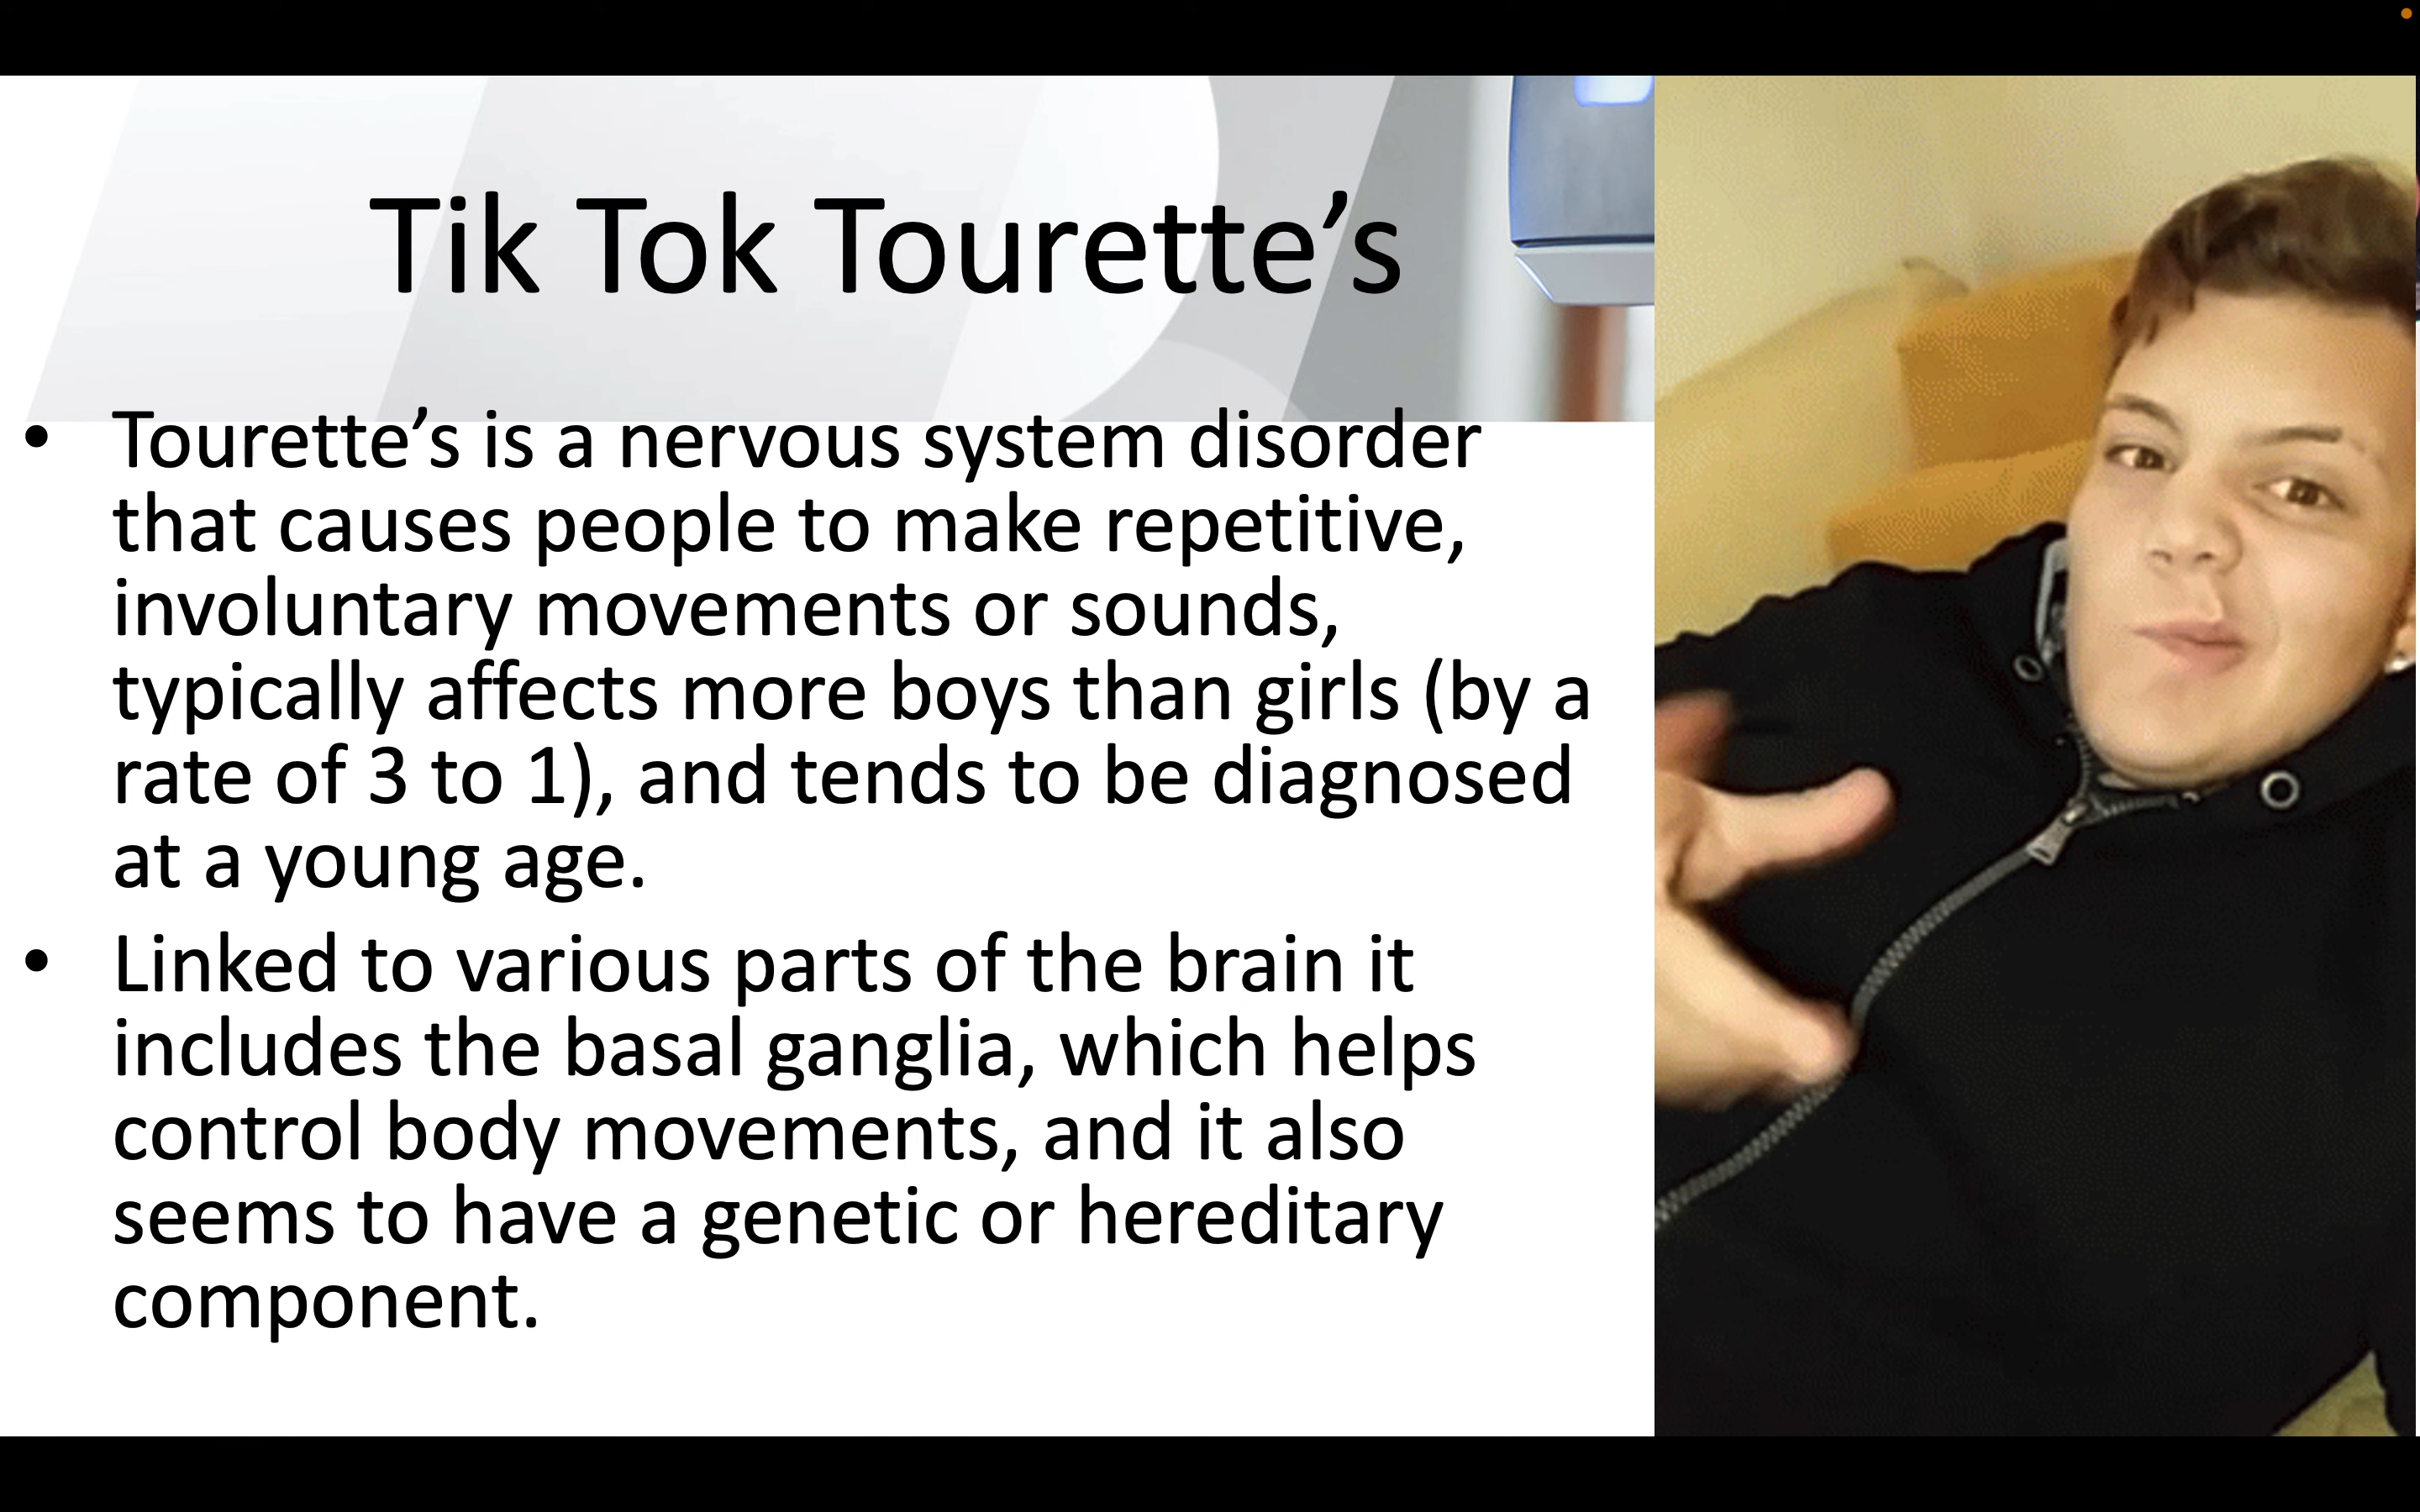 Tik Tok Tourette’s
• Tourette’s is a nervous system disorder
that causes people to make repetitive,
involuntary movements or sounds,
typically affects more boys than girls (by a
rate of 3 to 1), and tends to be diagnosed
at a young age.
• Linked to various parts of the brain it
includes the basal ganglia, which helps
control body movements, and it also
seems to have a genetic or hereditary
component.